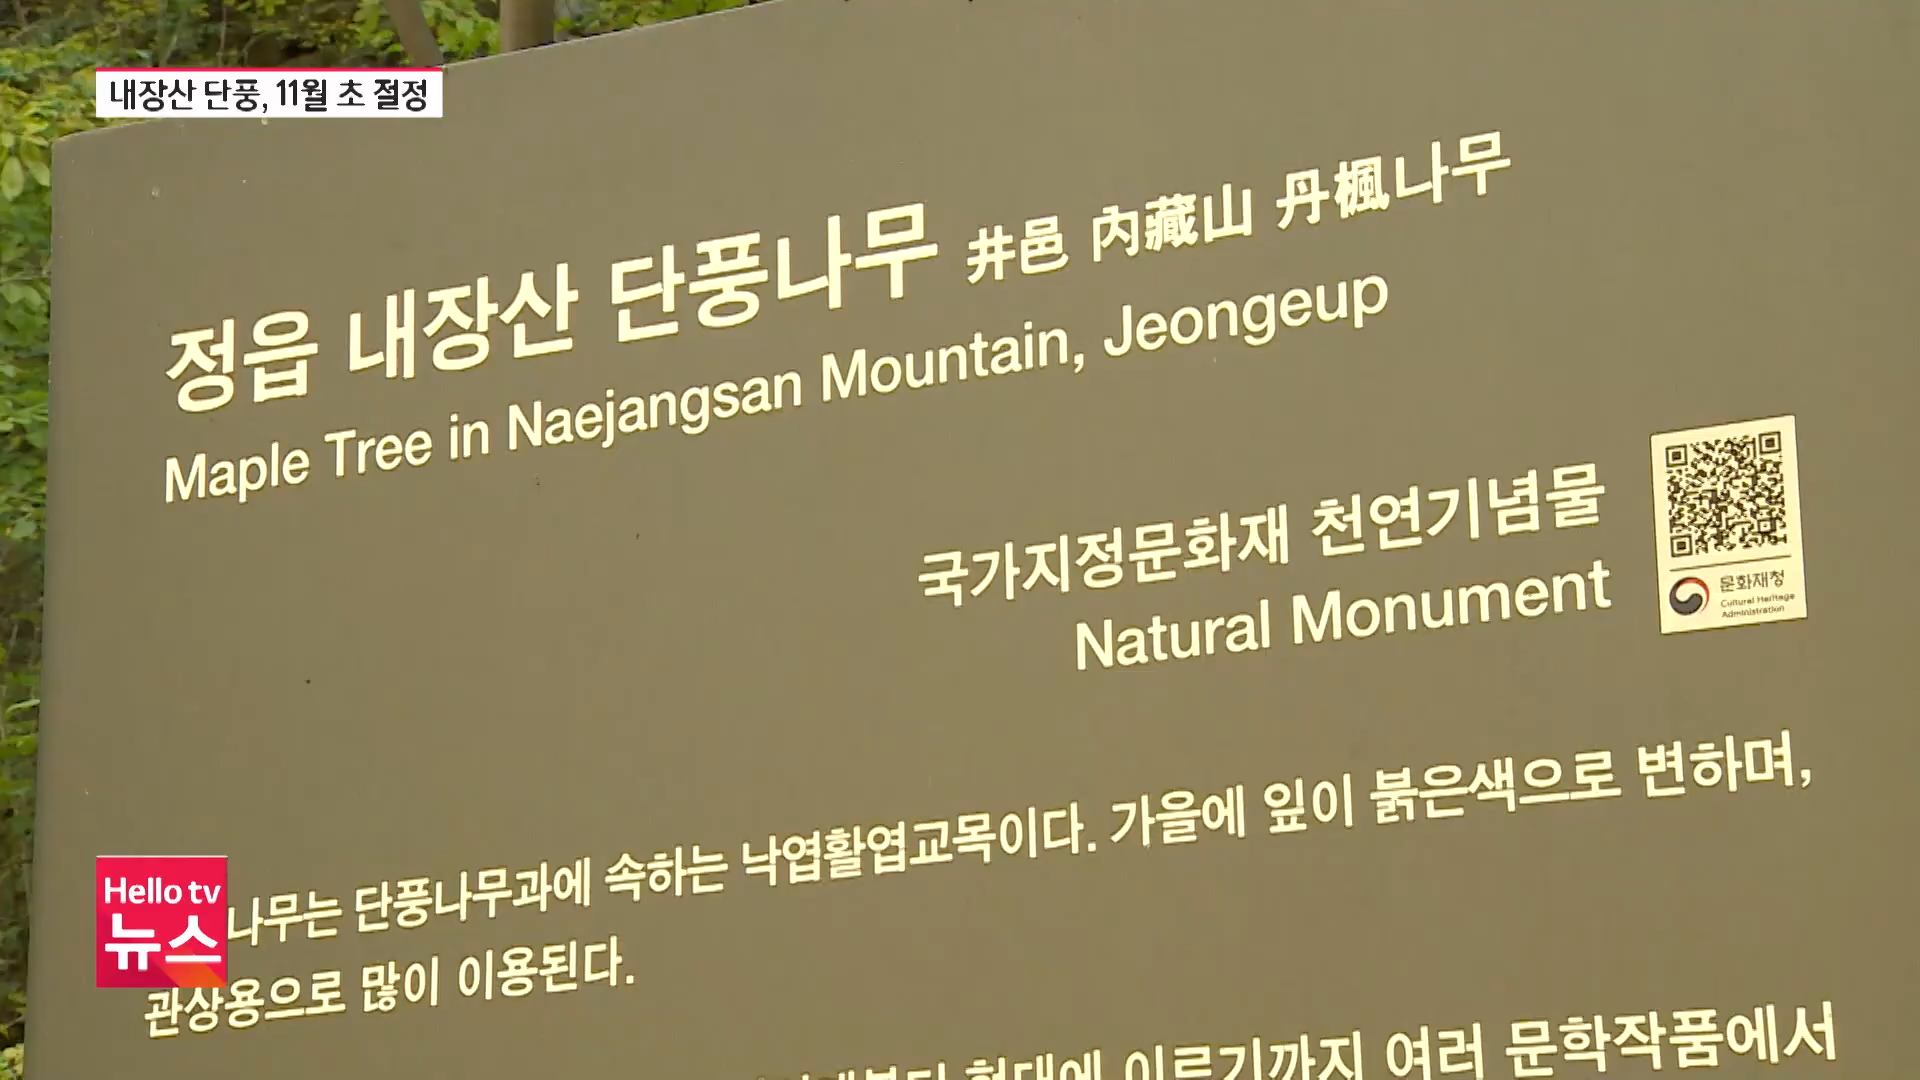 내장산 단풍, 11월 초 절정
정읍 내장산 단풍나무 井邑 內藏山 丹楓나무
Maple Tree in Naejangsan Mountain, Jeongeup
국가지정문화재 천연기념물
Natural Monument
문화재청
Cultural Heritage
Administration
나무는 단풍나무과에 속하는 낙엽활엽교목이다. 가을에 잎이 붉은색으로 변하며,
관상용으로 많이 이용된다.
현대에 이르기까지 여러 문학작품에서
Hello tv
뉴스